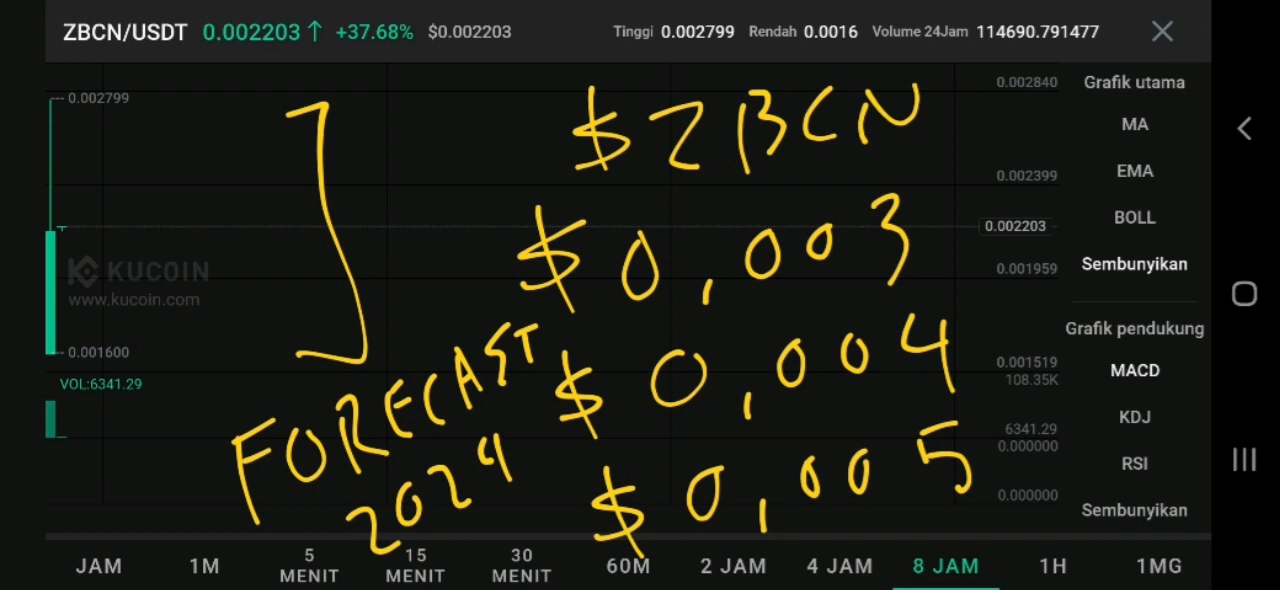 ZBCN/USDT 0.002203 ↑ +37.68% $0.002203 Tinggi 0.002799 Rendah 0.0016 Volume 24Jam 114690.791477
0.002799
0.001600
VOL:6341.29
KUCOIN
www.kucoin.com
$ZBCN
$0,003
$0,004
$0,005
FORECAST
2024
0.002840
0.002399
0.002203
0.001959
0.001519
108.35K
6341.29
0.000000
0.000000
Grafik utama
MA
EMA
BOLL
Sembunyikan
Grafik pendukung
MACD
KDJ
RSI
Sembunyikan
JAM 1M 5 MENIT 15 MENIT 30 MENIT 60M 2 JAM 4 JAM 8 JAM 1H 1MG